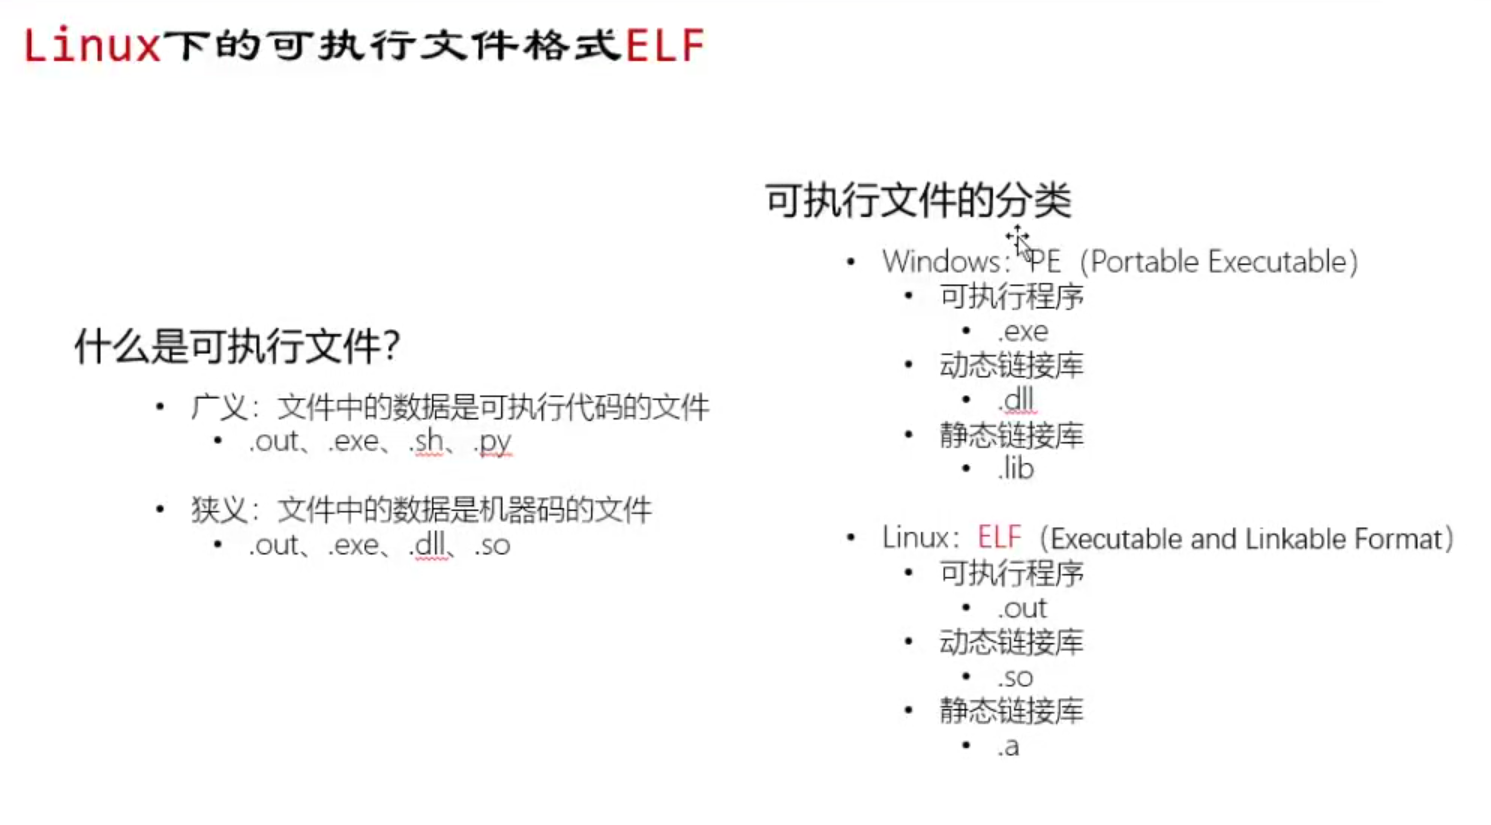 Linux下的可执行文件格式ELF
什么是可执行文件？
广义：文件中的数据是可执行代码的文件
.out、.exe、.sh、.py
狭义：文件中的数据是机器码的文件
.out、.exe、.dll、.so
可执行文件的分类
Windows：PE（Portable Executable）
可执行程序
.exe
动态链接库
.dll
静态链接库
.lib
Linux：ELF（Executable and Linkable Format）
可执行程序
.out
动态链接库
.so
静态链接库
.a